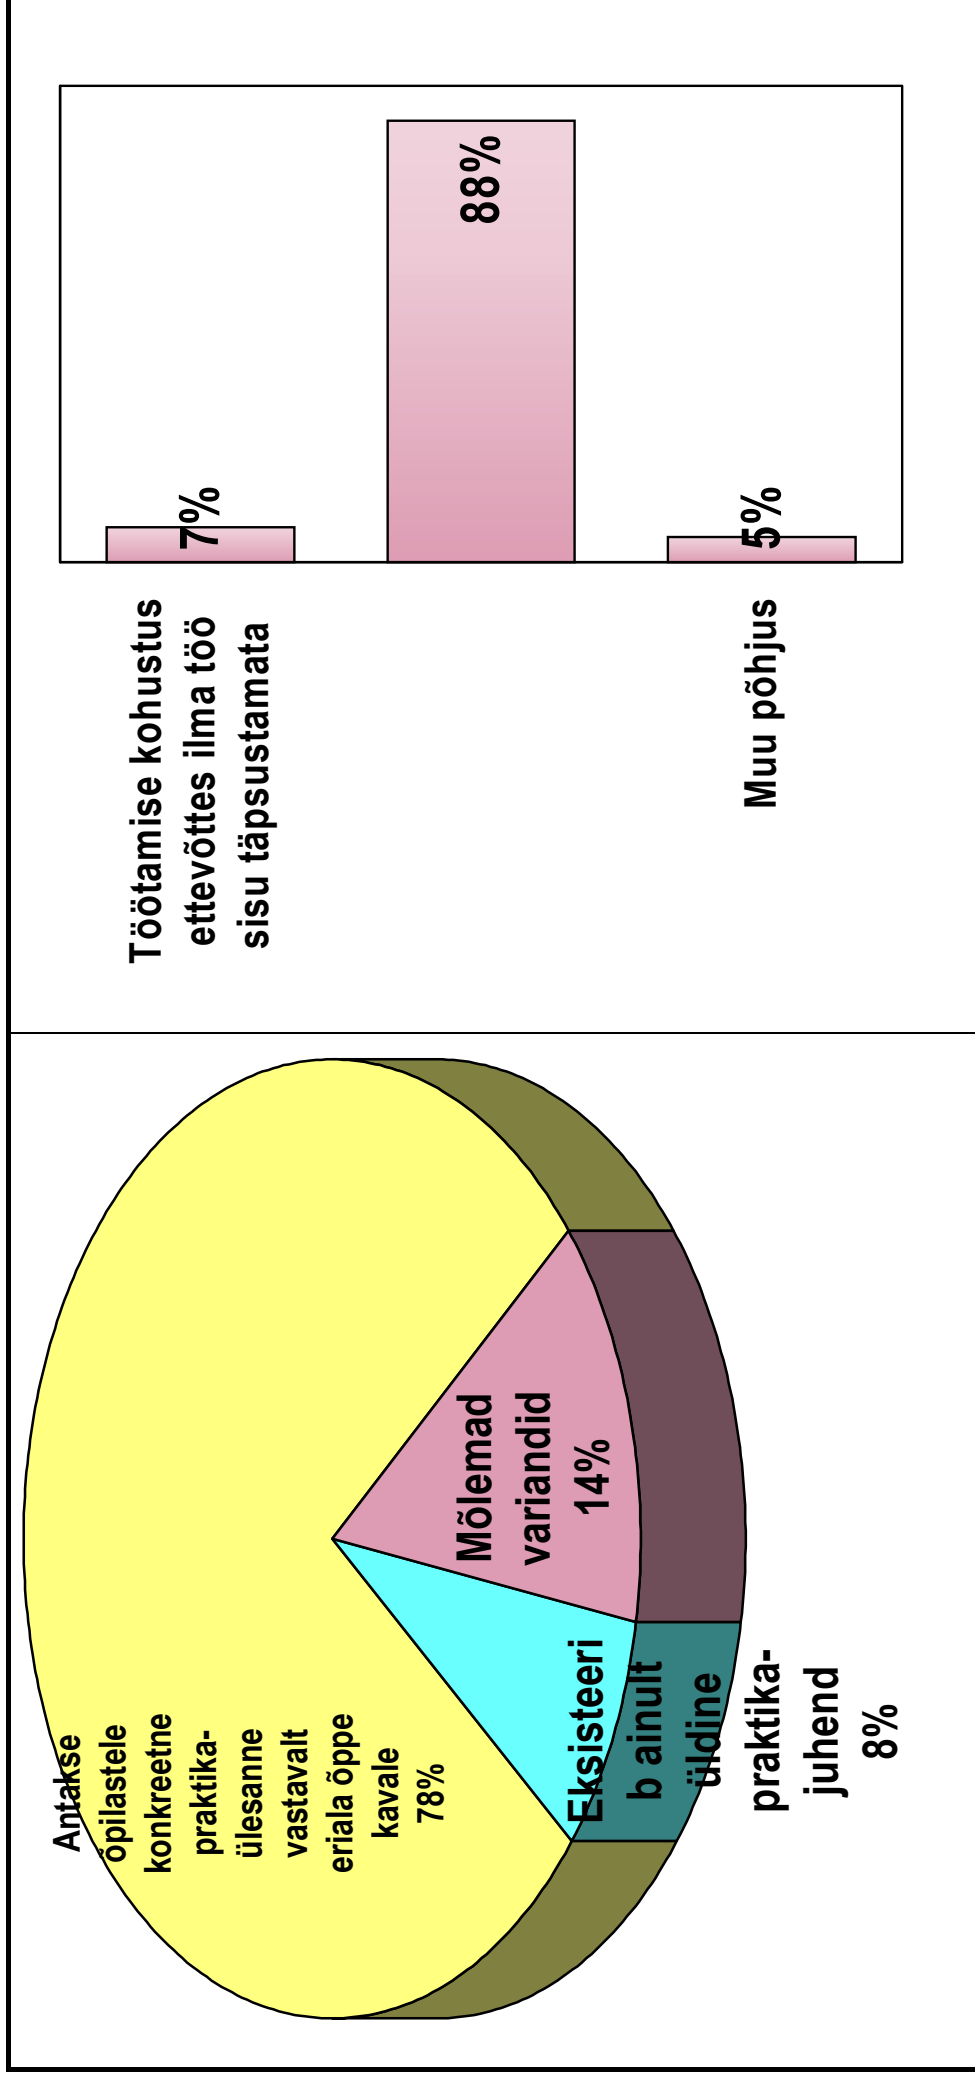 Antakse
õpilastele
konkreetne
praktika-
ülesanne
vastavalt
eriala õppe
kavale
78%
Mõlemad
variandid
14%
Eksisteeri
b ainult
üldine
praktika-
juhend
8%
Töötamise kohustus
ettevõttes ilma töö
sisu täpsustamata
7%
88%
Muu põhjus
5%